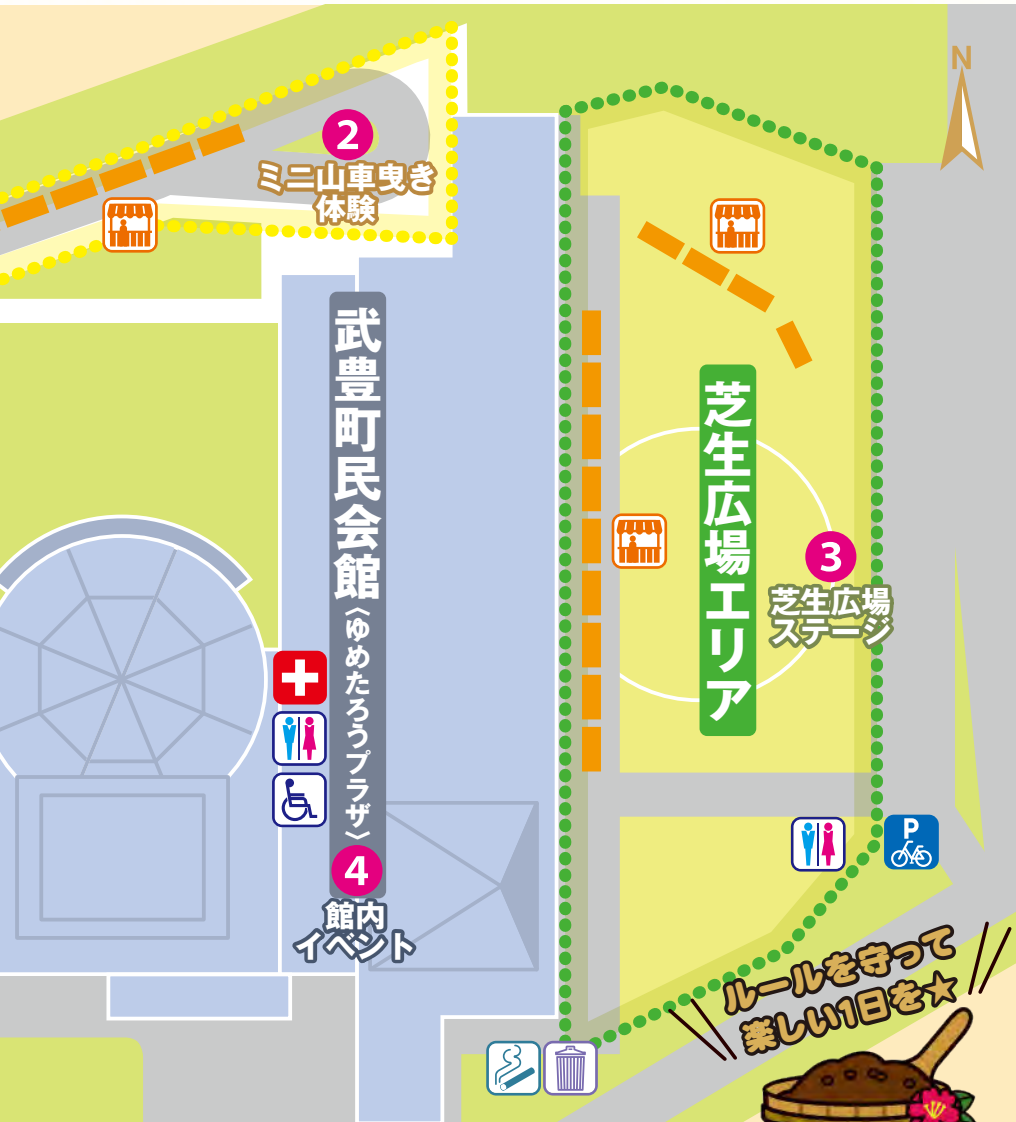 N
2
ミニ山車曳き
体験
武豊町民会館〈ゆめたろうプラザ〉
芝生広場エリア
3
芝生広場
ステージ
4
館内
イベント
P
ルールを守って
楽しい1日を★